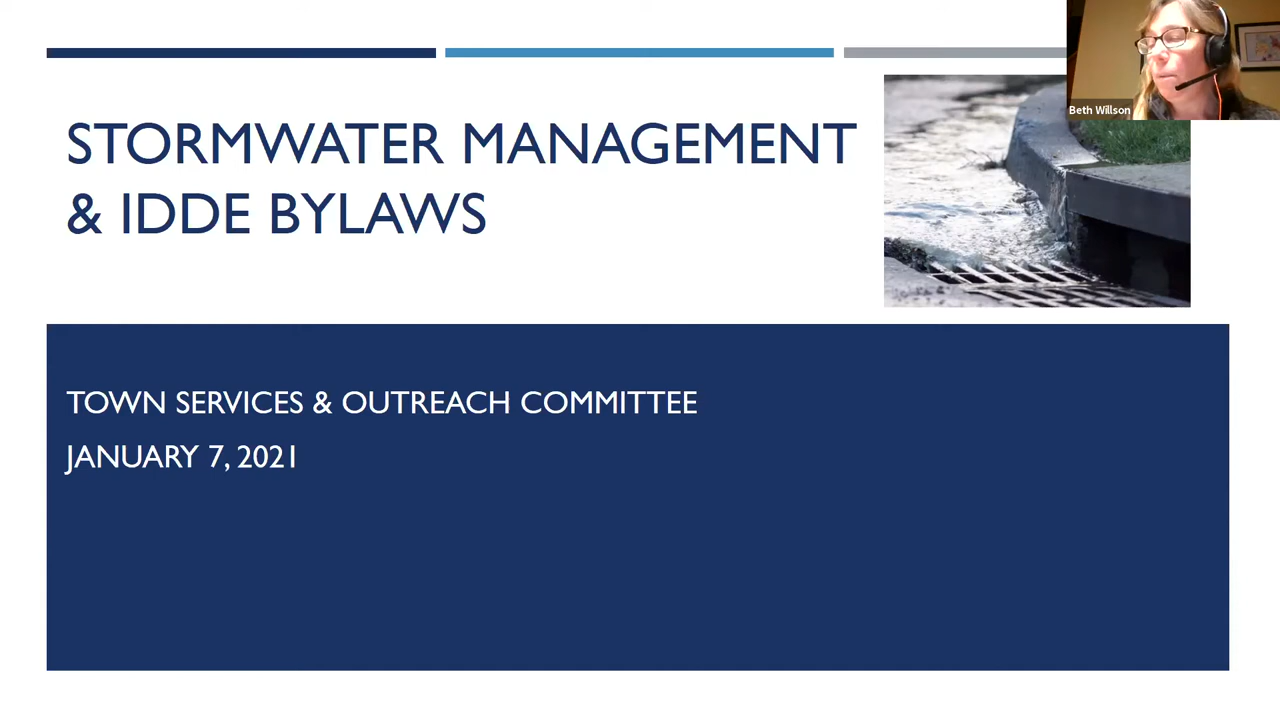 STORMWATER MANAGEMENT
& IDDE BYLAWS
Beth Willson
TOWN SERVICES & OUTREACH COMMITTEE
JANUARY 7, 2021